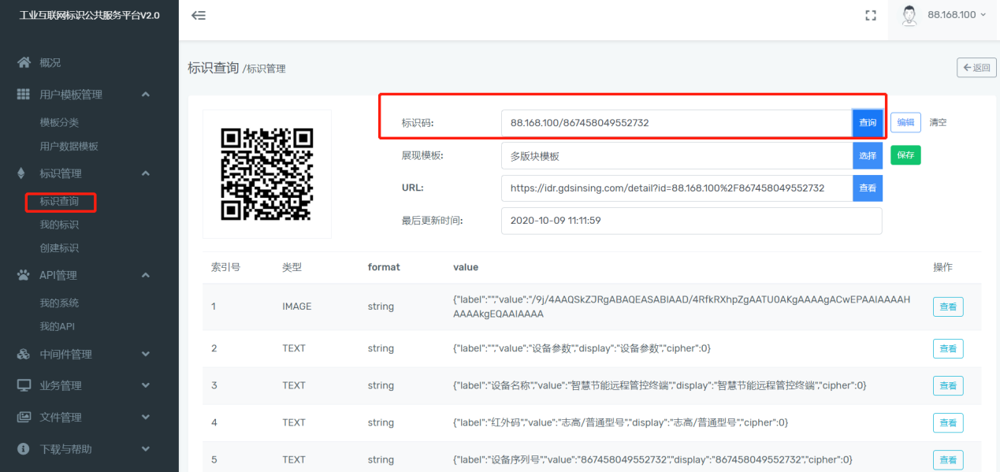 工业互联网标识公共服务平台V2.0
88.168.100
概况
用户模板管理
模板分类
用户数据模板
标识管理
标识查询
我的标识
创建标识
API管理
我的系统
我的API
中间件管理
业务管理
文件管理
下载与帮助
标识查询 /标识管理
返回
标识码: 88.168.100/867458049552732 查询 编辑 清空
展现模板: 多版块模板 选择 保存
URL: https://idr.gdsinsing.com/detail?id=88.168.100%2F867458049552732 查看
最后更新时间: 2020-10-09 11:11:59
索引号 类型 format value 操作
1 IMAGE string {"label":"","value":"/9j/4AAQSkZJRgABAQEASABIAAD/4RfkRXhpZgAATU0AKgAAAAgACwEPAAIAAAAH
AAAAkgEQAAIAAAA 查看
2 TEXT string {"label":"","value":"设备参数","display":"设备参数","cipher":0} 查看
3 TEXT string {"label":"设备名称","value":"智慧节能远程管控终端","display":"智慧节能远程管控终端","cipher":0} 查看
4 TEXT string {"label":"红外码","value":"志高/普通型号","display":"志高/普通型号","cipher":0} 查看
5 TEXT string {"label":"设备序列号","value":"867458049552732","display":"867458049552732","cipher":0} 查看